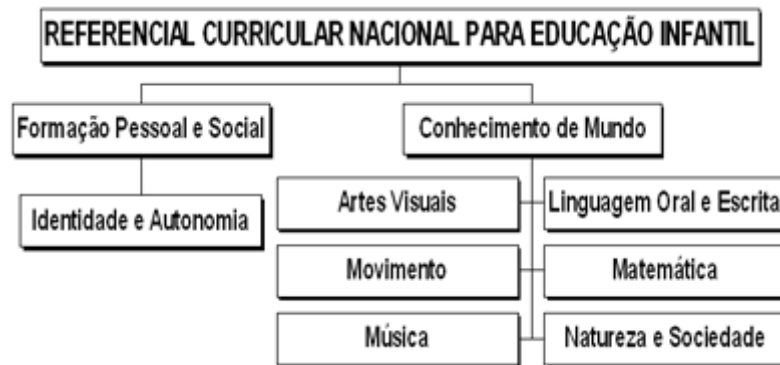 REFERENCIAL CURRICULAR NACIONAL PARA EDUCAÇÃO INFANTIL
Formação Pessoal e Social
Conhecimento de Mundo
Identidade e Autonomia
Artes Visuais
Linguagem Oral e Escrita
Movimento
Matemática
Música
Natureza e Sociedade